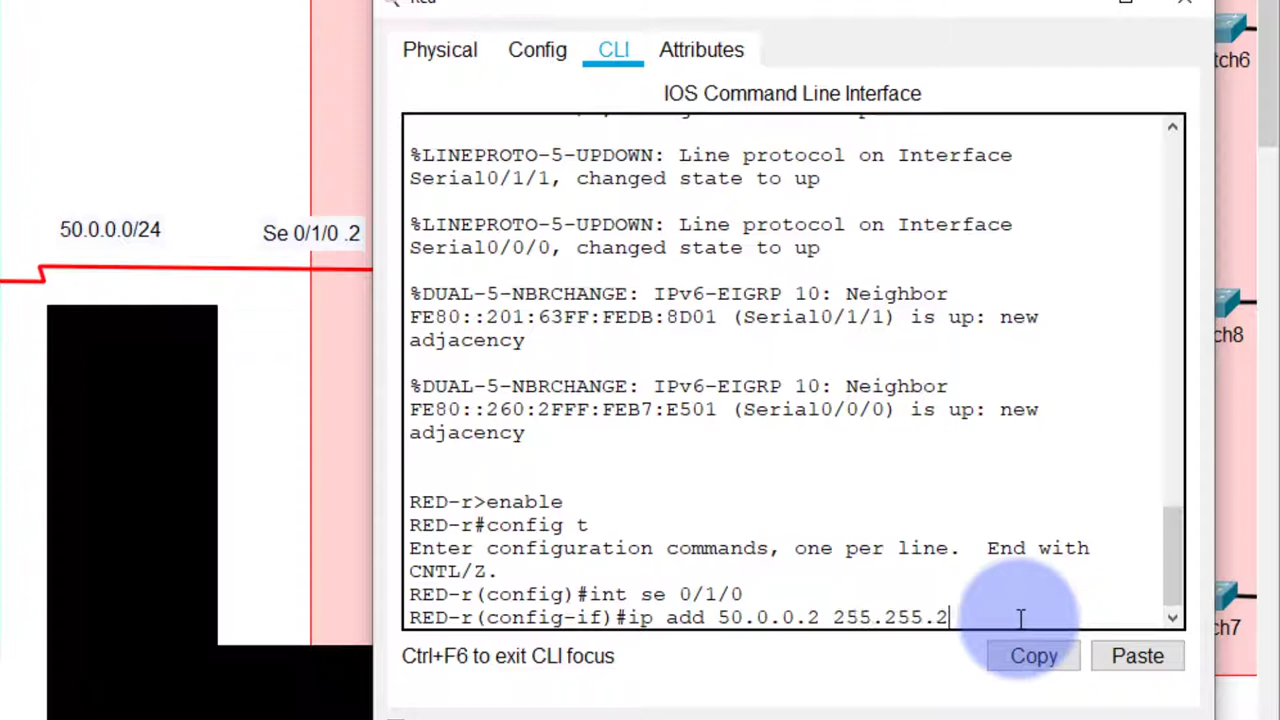 Red
Physical
Config
CLI
Attributes
IOS Command Line Interface
%LINEPROTO-5-UPDOWN: Line protocol on Interface
Serial0/1/1, changed state to up
%LINEPROTO-5-UPDOWN: Line protocol on Interface
Serial0/0/0, changed state to up
%DUAL-5-NBRCHANGE: IPv6-EIGRP 10: Neighbor
FE80::201:63FF:FEDB:8D01 (Serial0/1/1) is up: new
adjacency
%DUAL-5-NBRCHANGE: IPv6-EIGRP 10: Neighbor
FE80::260:2FFF:FEB7:E501 (Serial0/0/0) is up: new
adjacency
RED-r>enable
RED-r#config t
Enter configuration commands, one per line.  End with
CNTL/Z.
RED-r(config)#int se 0/1/0
RED-r(config-if)#ip add 50.0.0.2 255.255.2
Ctrl+F6 to exit CLI focus
Copy
Paste
50.0.0.0/24
Se 0/1/0 .2
tch6
ch8
tch7